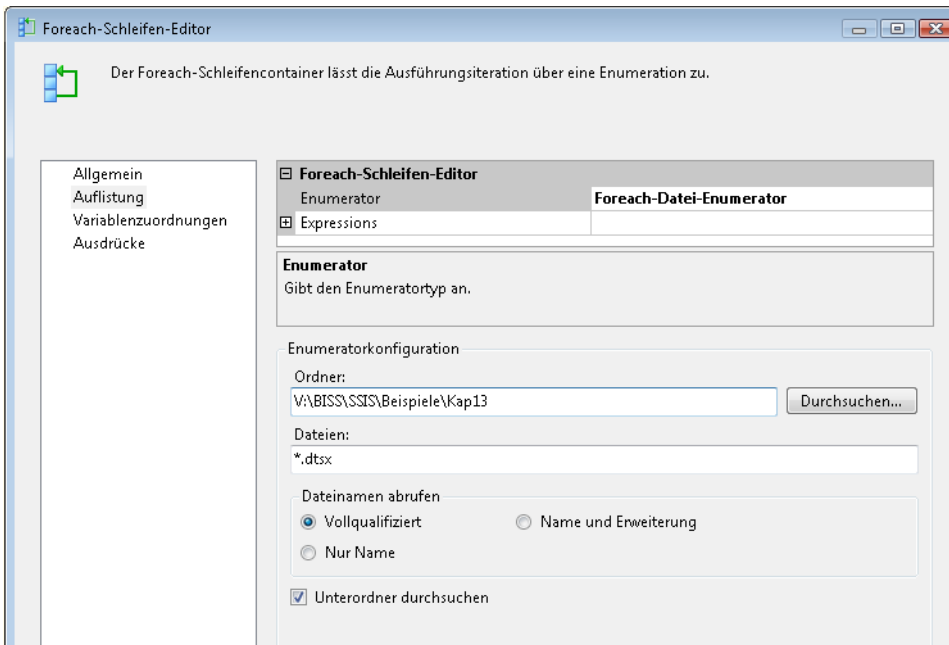 Foreach-Schleifen-Editor
Der Foreach-Schleifencontainer lässt die Ausführungsiteration über eine Enumeration zu.
Allgemein
Auflistung
Variablenzuordnungen
Ausdrücke
Foreach-Schleifen-Editor
Enumerator Foreach-Datei-Enumerator
Expressions
Enumerator
Gibt den Enumeratortyp an.
Enumeratorkonfiguration
Ordner:
V:\BISS\SSIS\Beispiele\Kap13 Durchsuchen...
Dateien:
*.dtsx
Dateinamen abrufen
Vollqualifiziert Name und Erweiterung
Nur Name
Unterordner durchsuchen